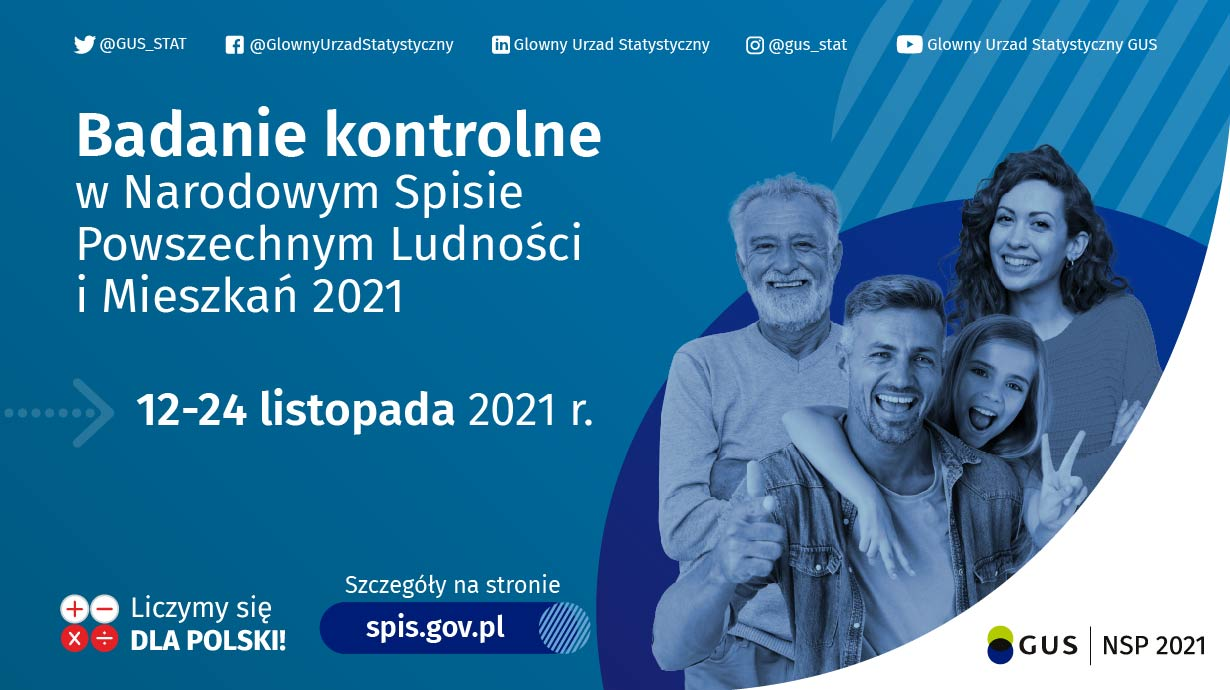 @GUS_STAT
@GlownyUrzadStatystyczny
Glowny Urzad Statystyczny
@gus_stat
Glowny Urzad Statystyczny GUS
Badanie kontrolne
w Narodowym Spisie
Powszechnym Ludności
i Mieszkań 2021
12-24 listopada 2021 r.
Szczegóły na stronie
spis.gov.pl
Liczymy się
DLA POLSKI!
GUS | NSP 2021